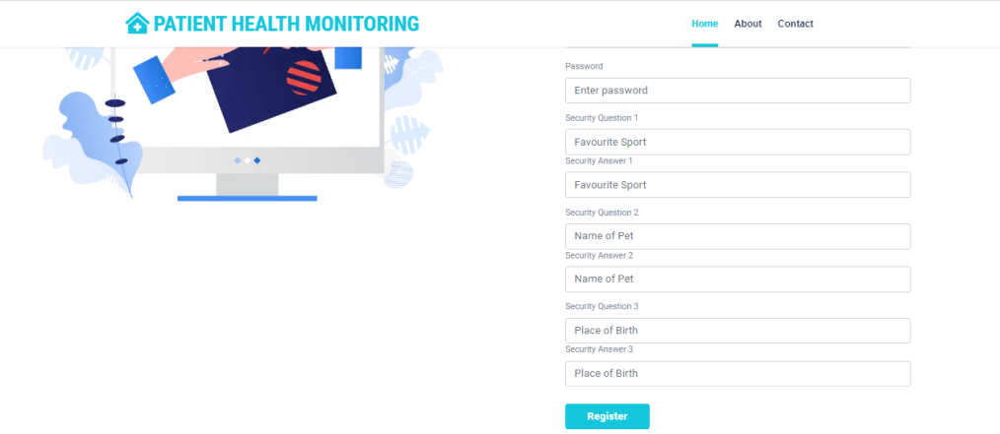 PATIENT HEALTH MONITORING
Home About Contact
Password
Enter password
Security Question 1
Favourite Sport
Security Answer 1
Favourite Sport
Security Question 2
Name of Pet
Security Answer 2
Name of Pet
Security Question 3
Place of Birth
Security Answer 3
Place of Birth
Register